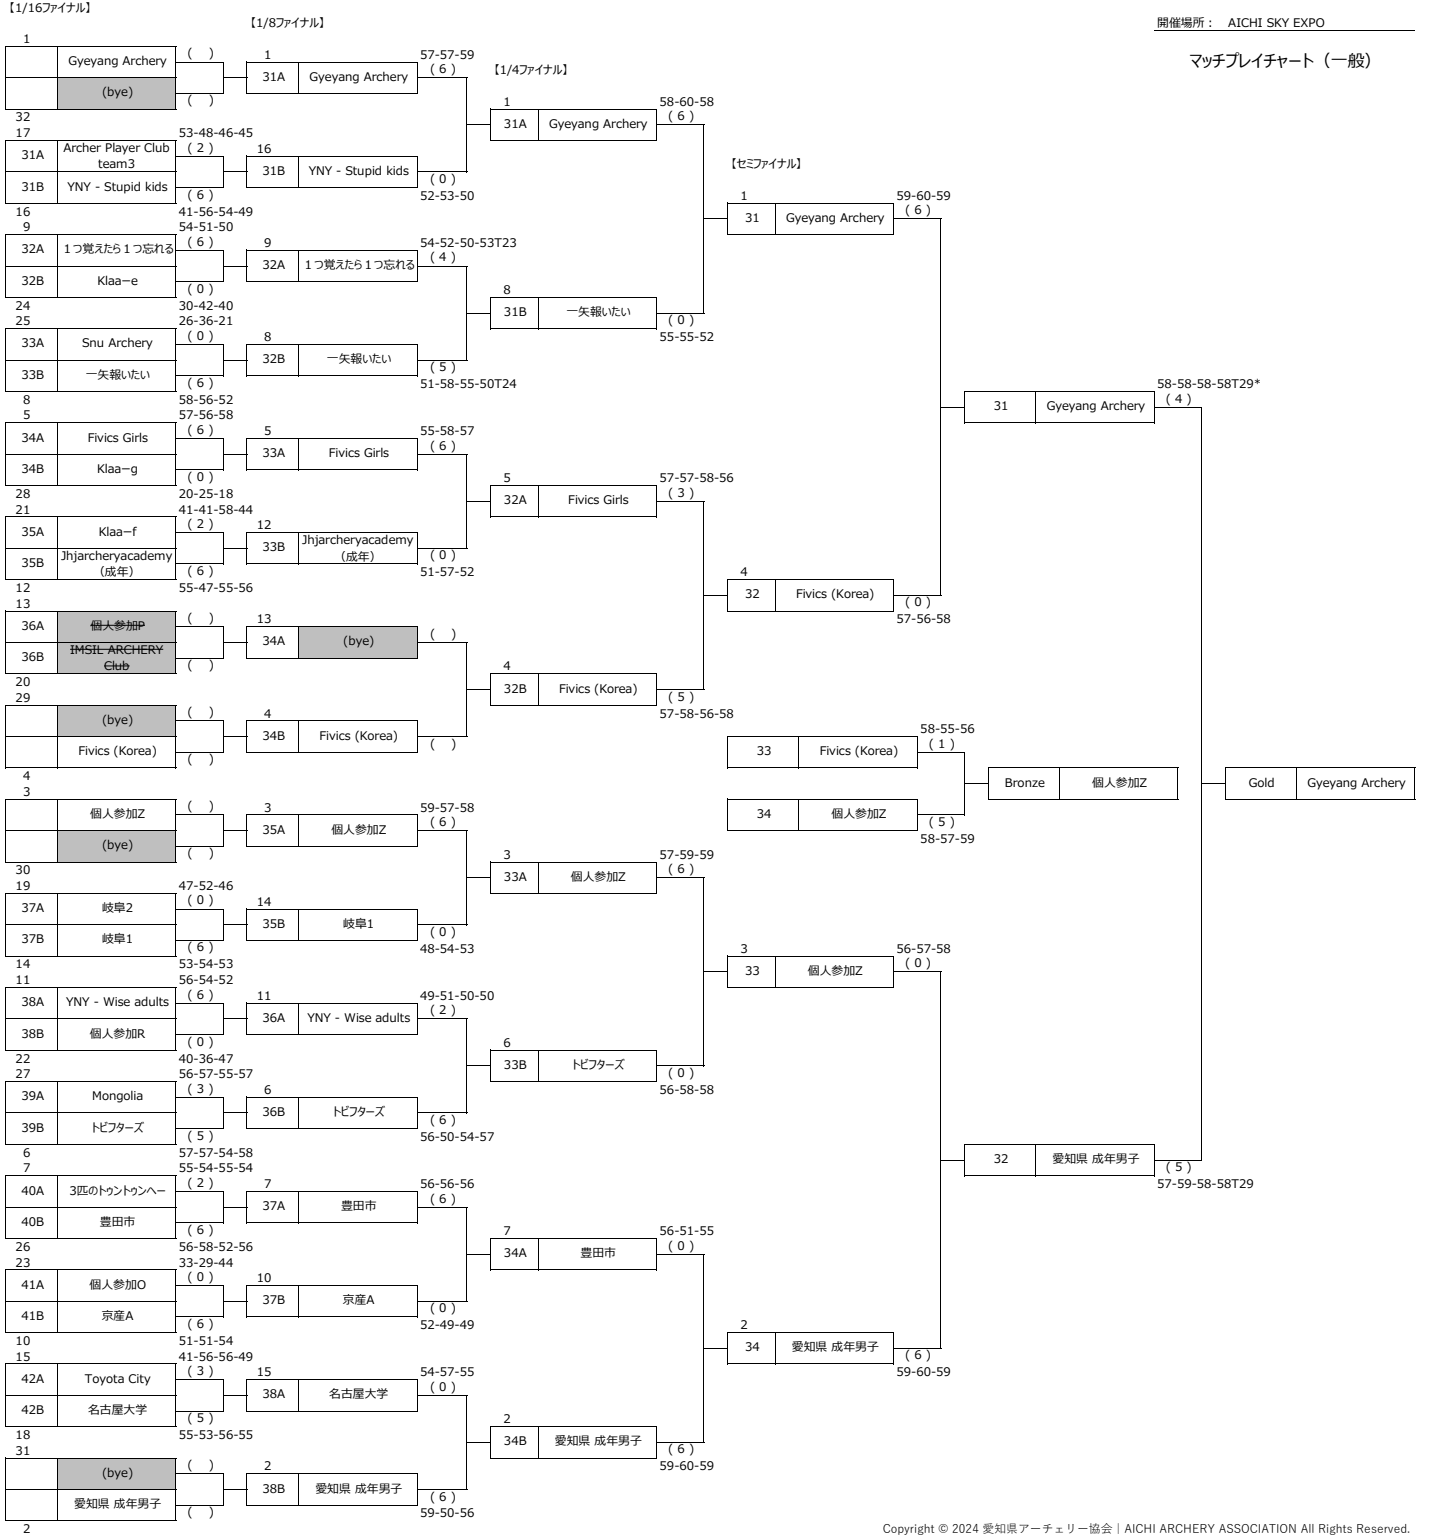 【1/16ファイナル】
【1/8ファイナル】
開催場所： AICHI SKY EXPO
マッチプレイチャート（一般）
【1/4ファイナル】
【セミファイナル】
1
Gyeyang Archery
( )
(bye)
( )
32
17
53-48-46-45
31A
Archer Player Club
team3
( 2 )
31B
YNY - Stupid kids
( 6 )
16
41-56-54-49
9
54-51-50
32A
１つ覚えたら１つ忘れる
( 6 )
32B
Klaaーe
( 0 )
24
30-42-40
25
26-36-21
33A
Snu Archery
( 0 )
33B
一矢報いたい
( 6 )
8
58-56-52
5
57-56-58
34A
Fivics Girls
( 6 )
34B
Klaaーg
( 0 )
28
20-25-18
21
41-41-58-44
35A
Klaaーf
( 2 )
35B
Jhjarcheryacademy
（成年）
( 6 )
12
55-47-55-56
13
36A
個人参加P
( )
36B
IMSIL ARCHERY
Club
( )
20
29
(bye)
( )
Fivics (Korea)
( )
4
3
個人参加Z
( )
(bye)
( )
30
19
47-52-46
37A
岐阜2
( 0 )
37B
岐阜1
( 6 )
14
53-54-53
11
56-54-52
38A
YNY - Wise adults
( 6 )
38B
個人参加R
( 0 )
22
40-36-47
27
56-57-55-57
39A
Mongolia
( 3 )
39B
トビフターズ
( 5 )
6
57-57-54-58
7
55-54-55-54
40A
3匹のトゥントゥンヘー
( 2 )
40B
豊田市
( 6 )
26
56-58-52-56
23
33-29-44
41A
個人参加O
( 0 )
41B
京産A
( 6 )
10
51-51-54
15
41-56-56-49
42A
Toyota City
( 3 )
42B
名古屋大学
( 5 )
18
55-53-56-55
31
(bye)
( )
愛知県 成年男子
( )
2
1
57-57-59
31A
Gyeyang Archery
( 6 )
16
31B
YNY - Stupid kids
( 0 )
52-53-50
9
54-52-50-53T23
32A
１つ覚えたら１つ忘れる
( 4 )
8
32B
一矢報いたい
( 5 )
51-58-55-50T24
5
55-58-57
33A
Fivics Girls
( 6 )
12
33B
Jhjarcheryacademy
（成年）
( 0 )
51-57-52
13
34A
(bye)
( )
4
34B
Fivics (Korea)
( )
3
59-57-58
35A
個人参加Z
( 6 )
14
35B
岐阜1
( 0 )
48-54-53
11
49-51-50-50
36A
YNY - Wise adults
( 2 )
6
36B
トビフターズ
( 6 )
56-50-54-57
7
56-56-56
37A
豊田市
( 6 )
10
37B
京産A
( 0 )
52-49-49
15
54-57-55
38A
名古屋大学
( 0 )
2
38B
愛知県 成年男子
( 6 )
59-50-56
1
58-60-58
31A
Gyeyang Archery
( 6 )
8
31B
一矢報いたい
( 0 )
55-55-52
5
57-57-58-56
32A
Fivics Girls
( 3 )
4
32B
Fivics (Korea)
( 5 )
57-58-56-58
3
57-59-59
33A
個人参加Z
( 6 )
6
33B
トビフターズ
( 0 )
56-58-58
7
56-51-55
34A
豊田市
( 0 )
2
34B
愛知県 成年男子
( 6 )
59-60-59
1
59-60-59
31
Gyeyang Archery
( 6 )
4
32
Fivics (Korea)
( 0 )
57-56-58
58-55-56
33
Fivics (Korea)
( 1 )
34
個人参加Z
( 5 )
58-57-59
3
56-57-58
33
個人参加Z
( 0 )
2
34
愛知県 成年男子
( 6 )
59-60-59
58-58-58-58T29*
31
Gyeyang Archery
( 4 )
Bronze
個人参加Z
32
愛知県 成年男子
( 5 )
57-59-58-58T29
Gold
Gyeyang Archery
Copyright © 2024 愛知県アーチェリー協会 | AICHI ARCHERY ASSOCIATION All Rights Reserved.